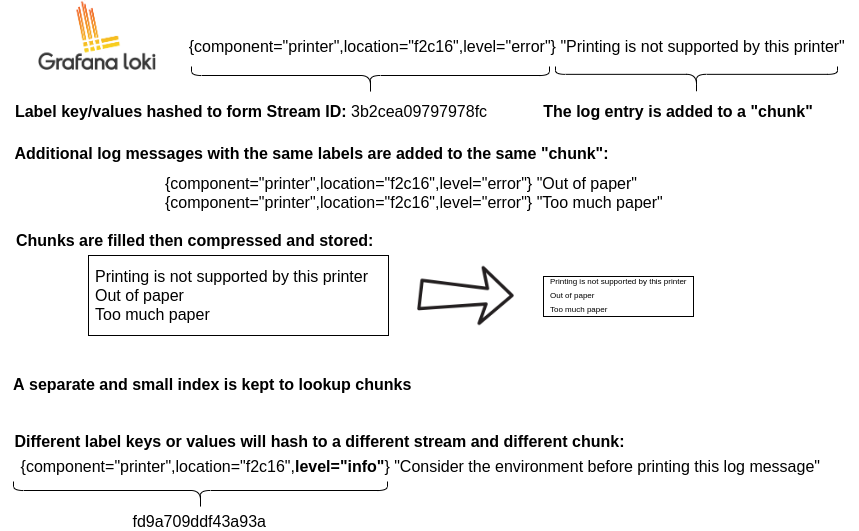 Grafana loki
{component="printer",location="f2c16",level="error"} "Printing is not supported by this printer"
Label key/values hashed to form Stream ID: 3b2cea09797978fc
The log entry is added to a "chunk"
Additional log messages with the same labels are added to the same "chunk":
{component="printer",location="f2c16",level="error"} "Out of paper"
{component="printer",location="f2c16",level="error"} "Too much paper"
Chunks are filled then compressed and stored:
Printing is not supported by this printer
Out of paper
Too much paper
Printing is not supported by this printer
Out of paper
Too much paper
A separate and small index is kept to lookup chunks
Different label keys or values will hash to a different stream and different chunk:
{component="printer",location="f2c16",level="info"} "Consider the environment before printing this log message"
fd9a709ddf43a93a